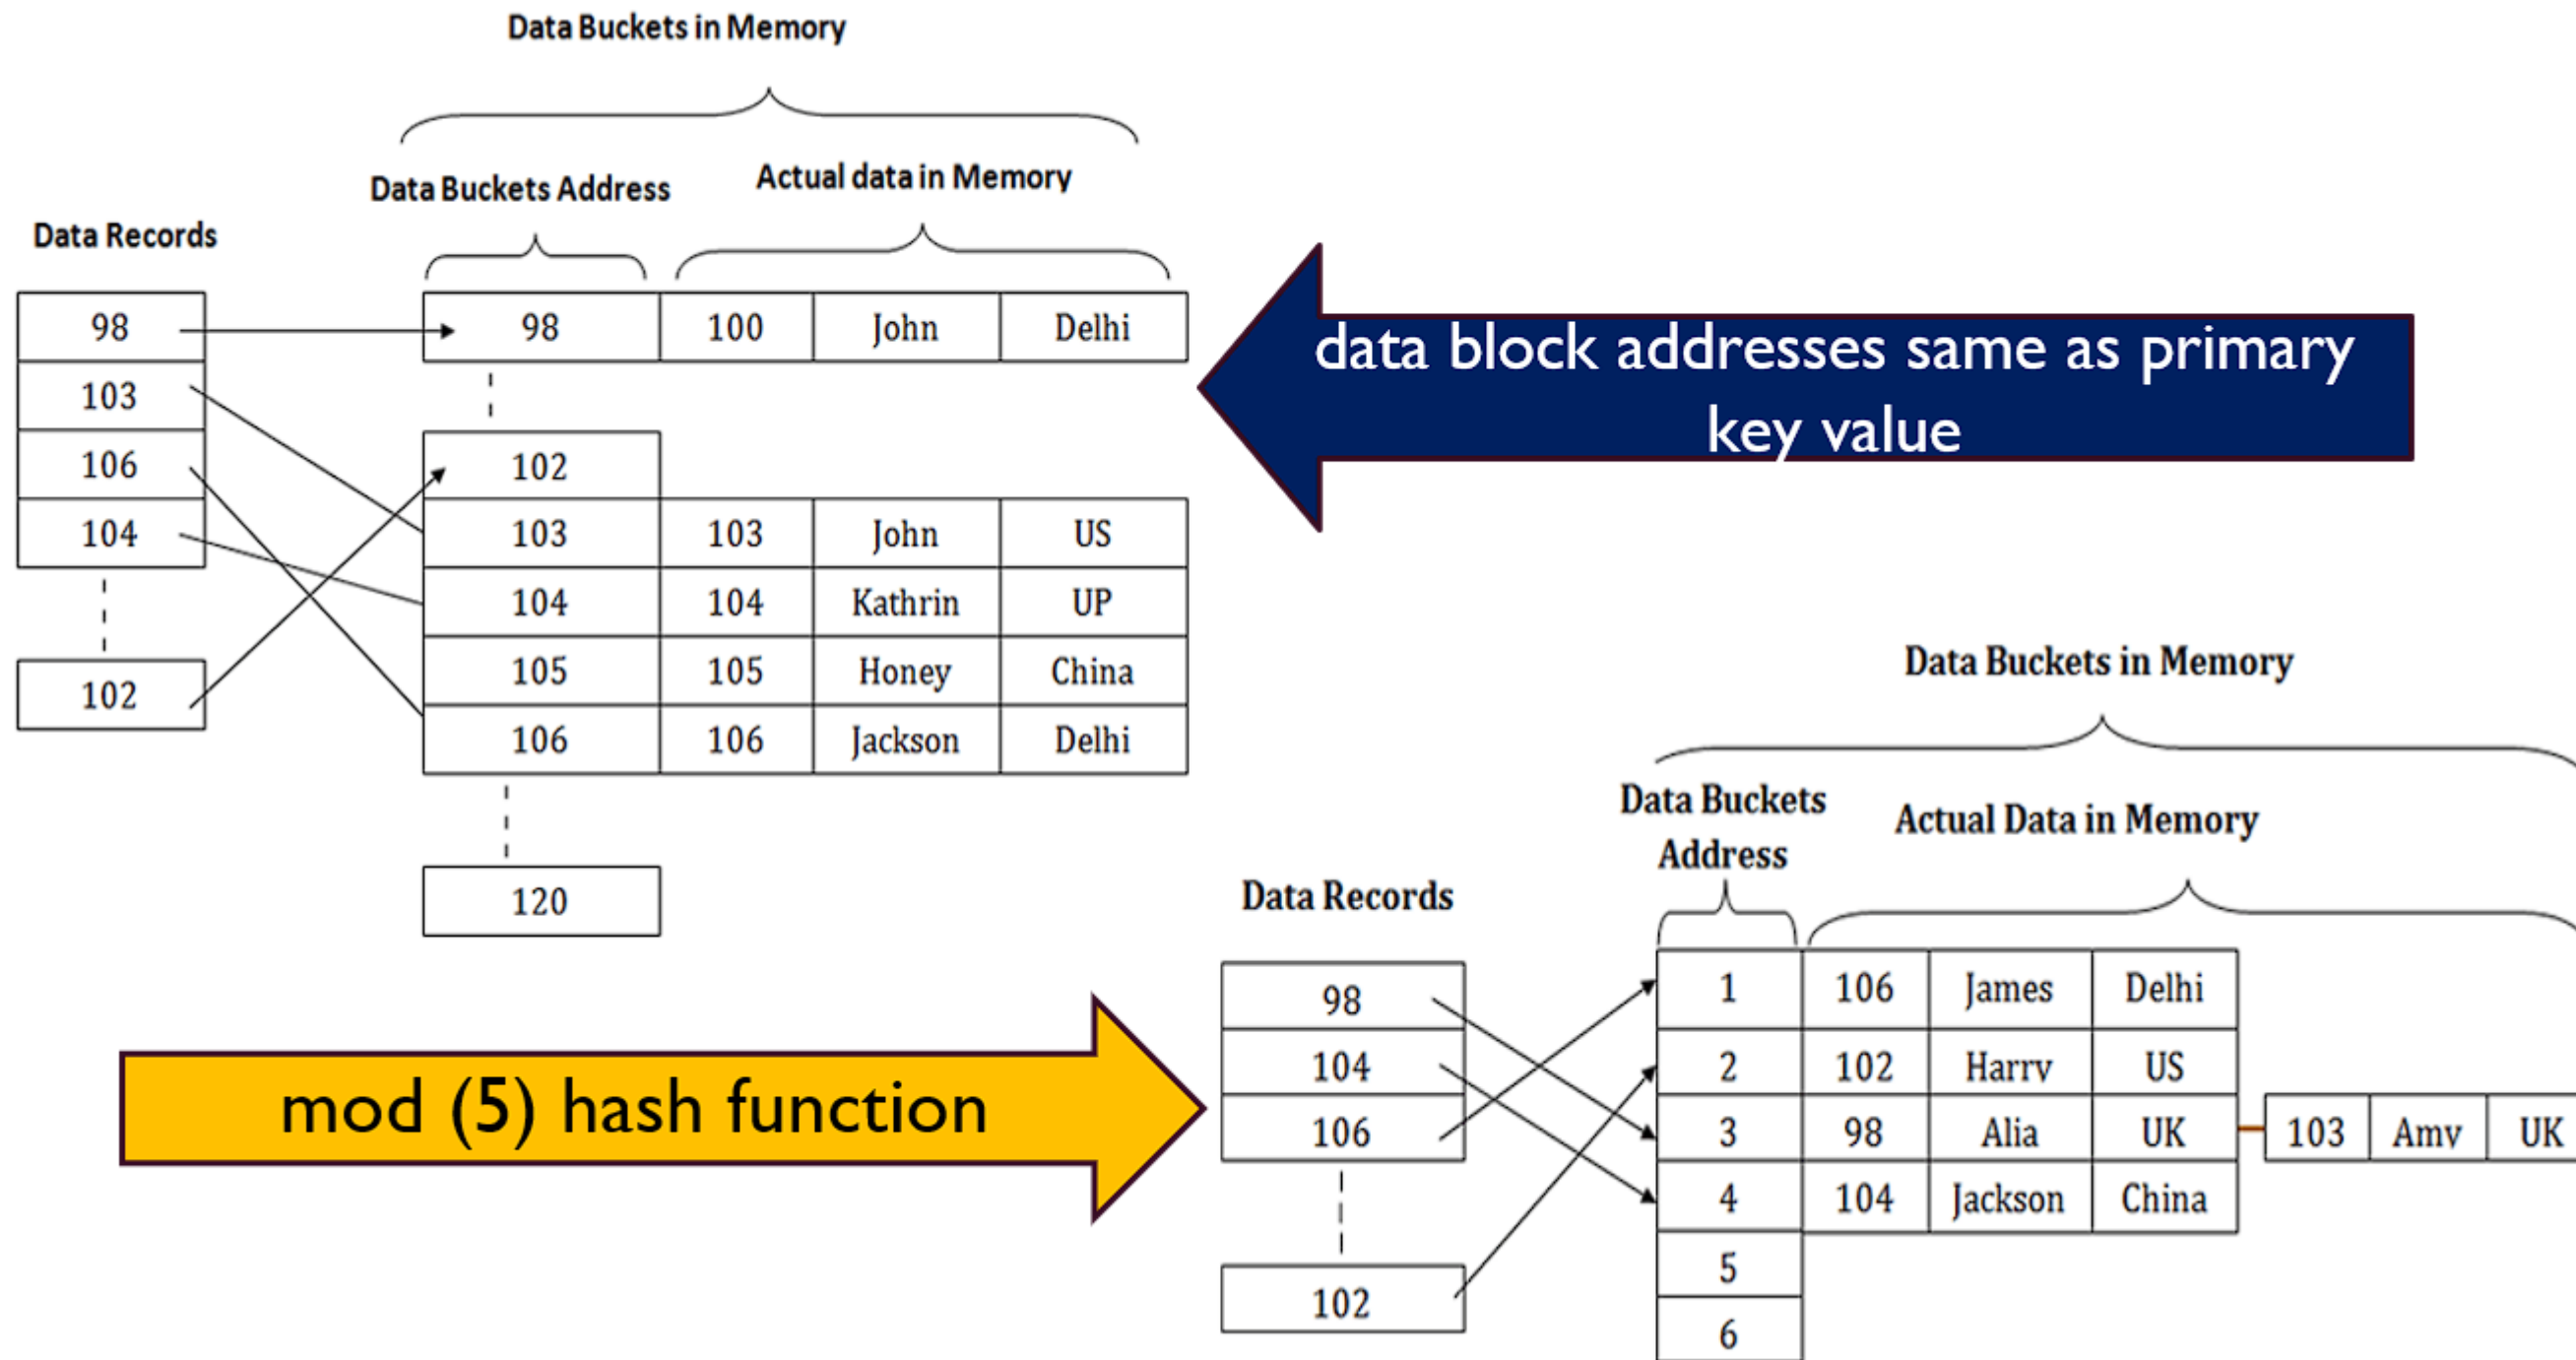 Data Buckets in Memory
Data Buckets Address
Actual data in Memory
Data Records
98
103
106
104
102
98 100 John Delhi
102
103 103 John US
104 104 Kathrin UP
105 105 Honey China
106 106 Jackson Delhi
120
data block addresses same as primary
key value
mod (5) hash function
Data Buckets in Memory
Data Buckets
Address
Actual Data in Memory
Data Records
98
104
106
102
1 106 James Delhi
2 102 Harry US
3 98 Alia UK 103 Amy UK
4 104 Jackson China
5
6